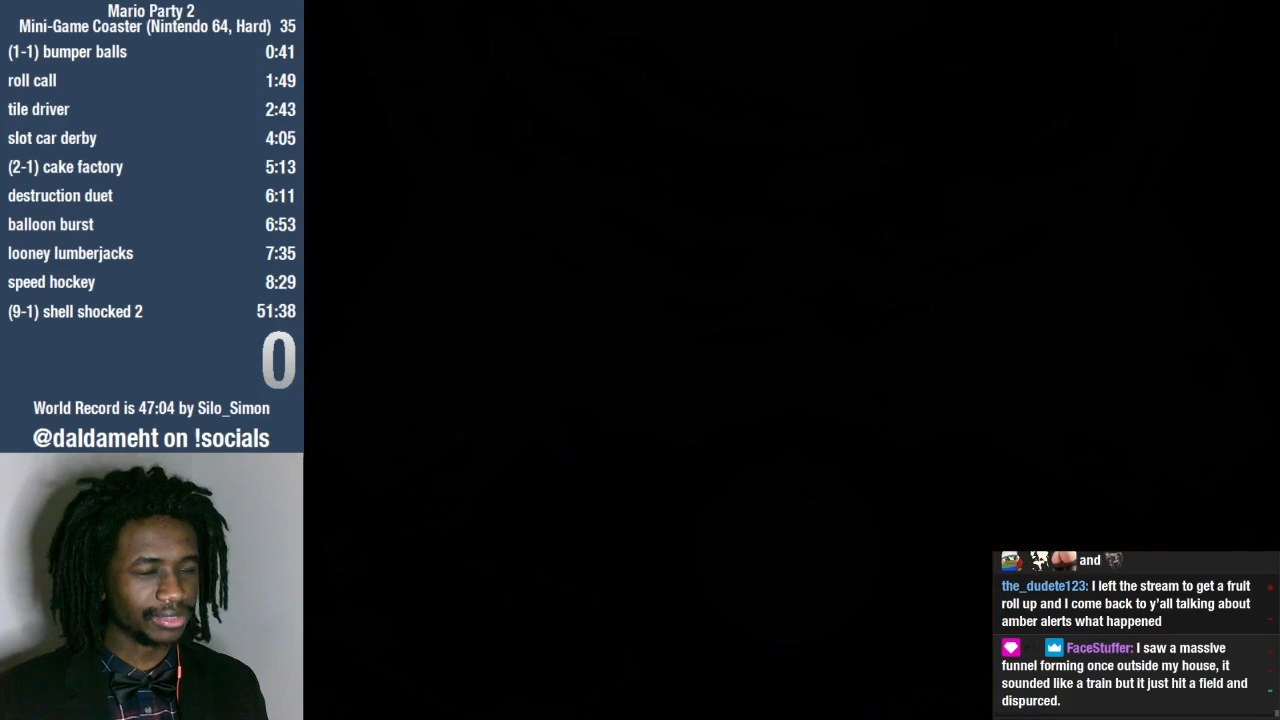 Mario Party 2
Mini-Game Coaster (Nintendo 64, Hard) 35
(1-1) bumper balls 0:41
roll call 1:49
tile driver 2:43
slot car derby 4:05
(2-1) cake factory 5:13
destruction duet 6:11
balloon burst 6:53
looney lumberjacks 7:35
speed hockey 8:29
(9-1) shell shocked 2 51:38
0
World Record is 47:04 by Silo_Simon
@daldameht on !socials
and
the_dudete123: I left the stream to get a fruit
roll up and I come back to y'all talking about
amber alerts what happened
FaceStuffer: I saw a massive
funnel forming once outside my house, it
sounded like a train but it just hit a field and
dispurced.